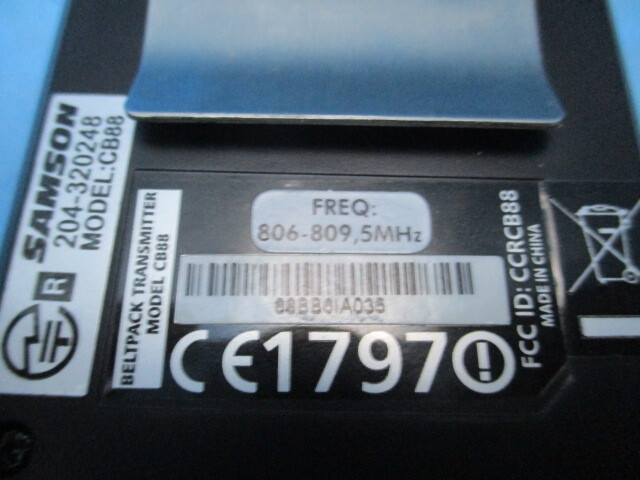 SAMSON
204-320248
MODEL:CB88
R
BELTPACK TRANSMITTER
MODEL CB88
FREQ:
806-809,5MHz
CE1797
FCC ID: CCRCB88
MADE IN CHINA